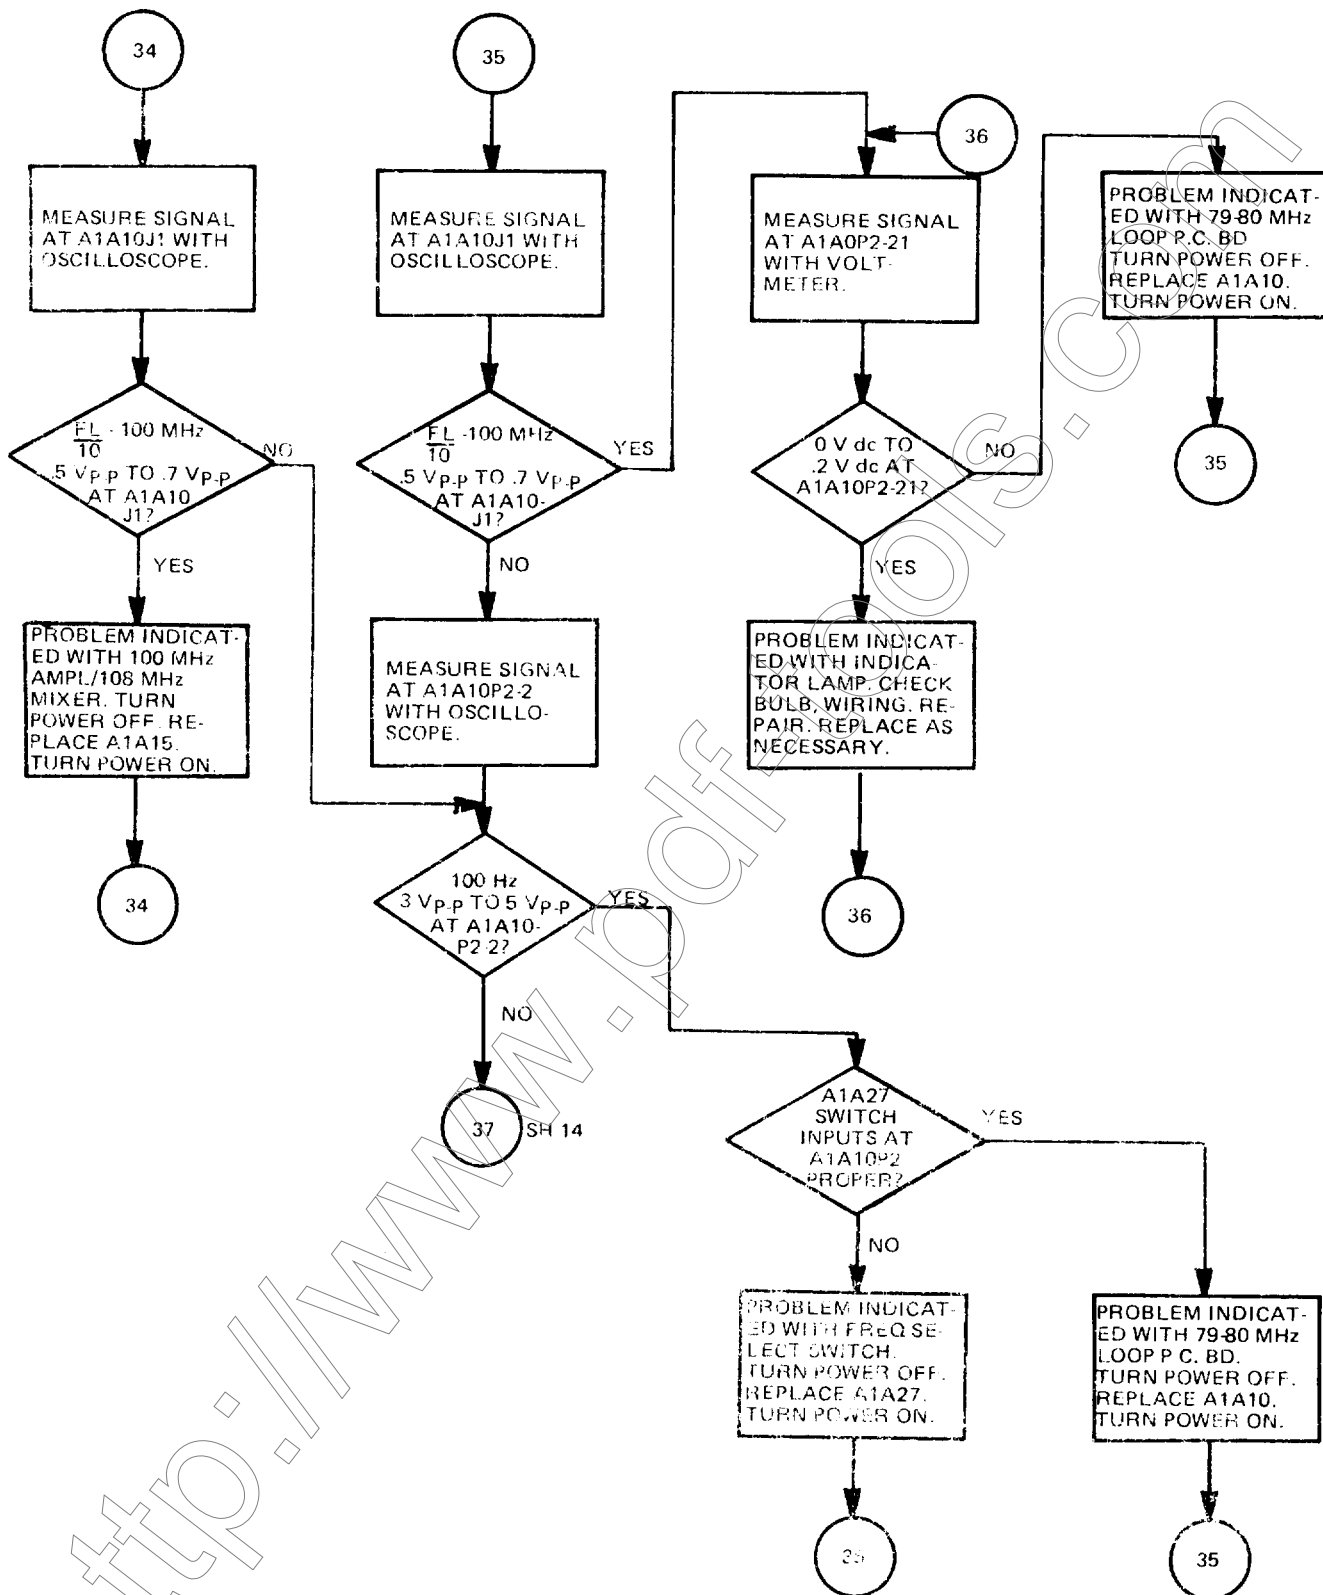 34
MEASURE SIGNAL
AT A1A10J1 WITH
OSCILLOSCOPE.
FL - 100 MHz
10
.5 VP-P TO .7 VP-P
AT A1A10
J1?
NO
YES
PROBLEM INDICAT-
ED WITH 100 MHz
AMPL/108 MHz
MIXER. TURN
POWER OFF. RE-
PLACE A1A15.
TURN POWER ON.
34
35
MEASURE SIGNAL
AT A1A10J1 WITH
OSCILLOSCOPE.
FL -100 MHz
10
.5 VP-P TO .7 VP-P
AT A1A10-
J1?
YES
NO
MEASURE SIGNAL
AT A1A10P2-2
WITH OSCILLO-
SCOPE.
100 Hz
3 VP-P TO 5 VP-P
AT A1A10-
P2-2?
YES
NO
37 SH 14
36
MEASURE SIGNAL
AT A1A0P2-21
WITH VOLT-
METER.
0 V dc TO
.2 V dc AT
A1A10P2-21?
NO
YES
PROBLEM INDICAT-
ED WITH INDICA-
TOR LAMP. CHECK
BULB, WIRING. RE-
PAIR. REPLACE AS
NECESSARY.
36
PROBLEM INDICAT-
ED WITH 79-80 MHz
LOOP P.C. BD
TURN POWER OFF.
REPLACE A1A10.
TURN POWER ON.
35
A1A27
SWITCH
INPUTS AT
A1A10P2
PROPER?
YES
NO
PROBLEM INDICAT-
ED WITH FREQ SE-
LECT SWITCH.
TURN POWER OFF.
REPLACE A1A27.
TURN POWER ON.
35
PROBLEM INDICAT-
ED WITH 79-80 MHz
LOOP P C. BD.
TURN POWER OFF.
REPLACE A1A10.
TURN POWER ON.
35
ttp://www.pdf-tools.com